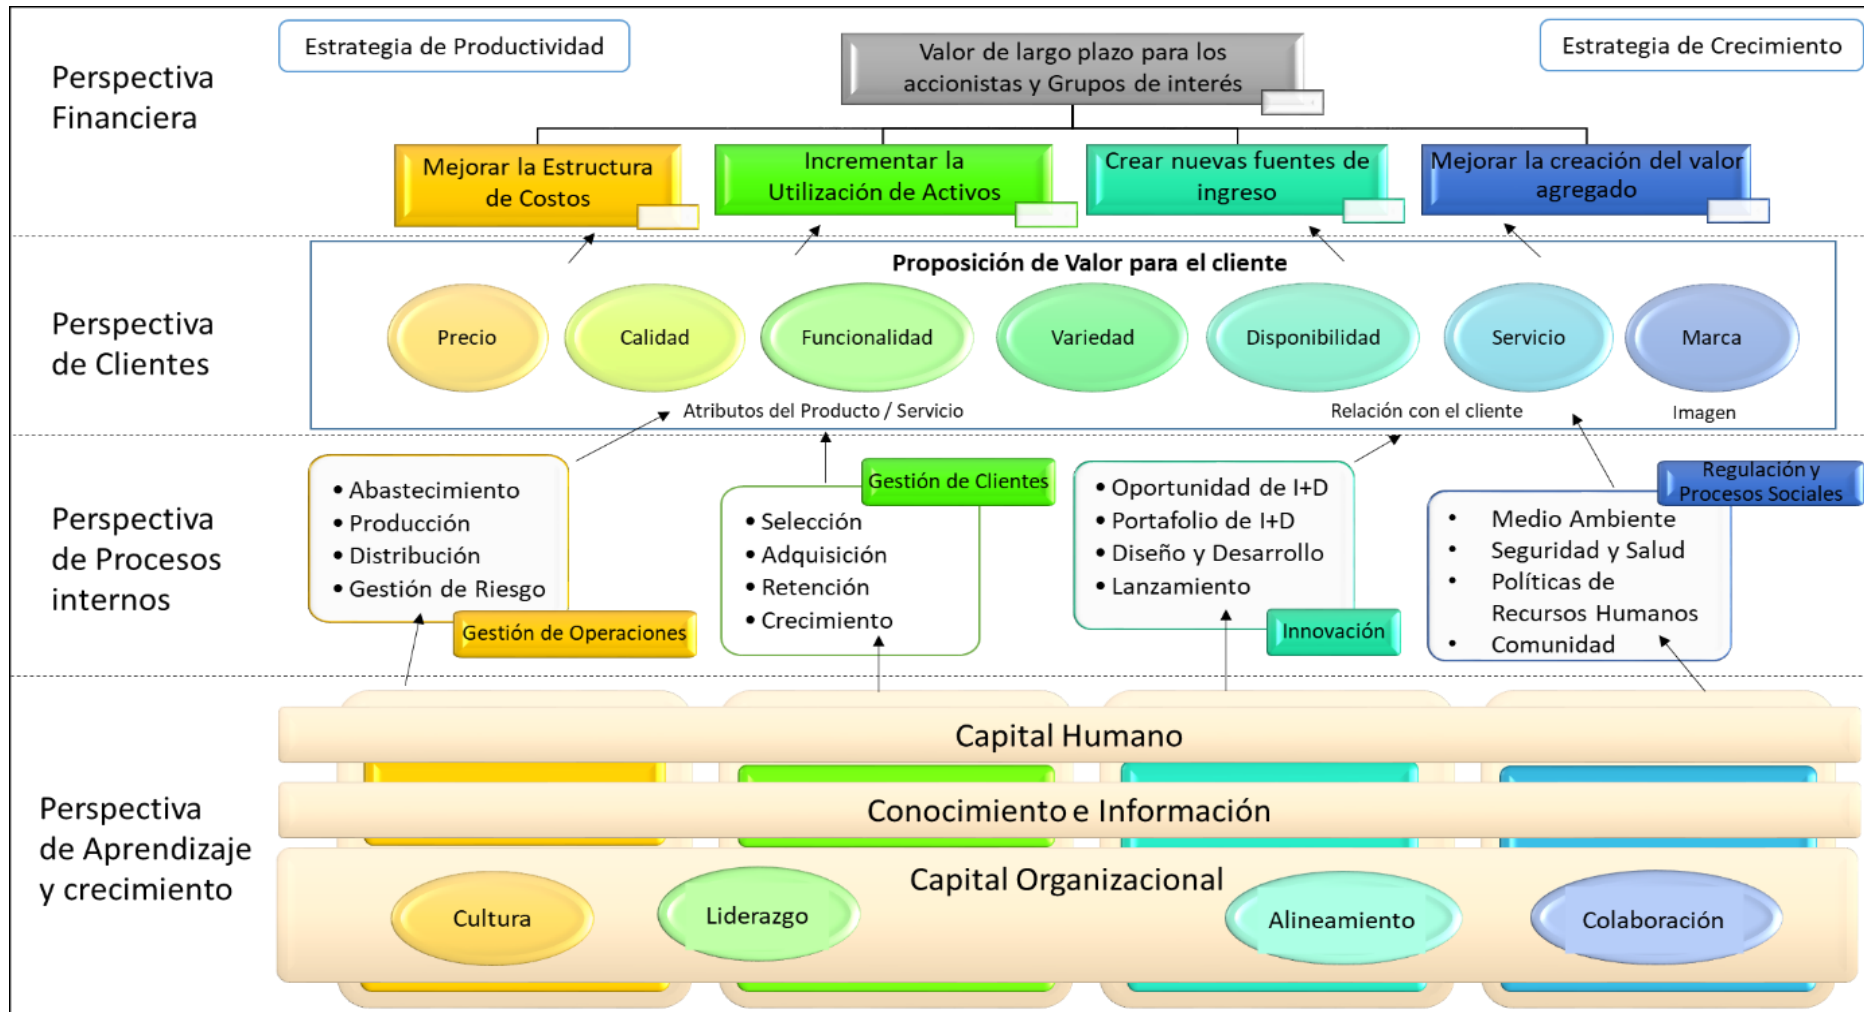 Perspectiva
Financiera
Estrategia de Productividad
Valor de largo plazo para los
accionistas y Grupos de interés
Estrategia de Crecimiento
Mejorar la Estructura
de Costos
Incrementar la
Utilización de Activos
Crear nuevas fuentes de
ingreso
Mejorar la creación del valor
agregado
Perspectiva
de Clientes
Proposición de Valor para el cliente
Precio
Calidad
Funcionalidad
Variedad
Disponibilidad
Servicio
Marca
Atributos del Producto / Servicio
Relación con el cliente
Imagen
Perspectiva
de Procesos
internos
• Abastecimiento
• Producción
• Distribución
• Gestión de Riesgo
Gestión de Operaciones
Gestión de Clientes
• Selección
• Adquisición
• Retención
• Crecimiento
• Oportunidad de I+D
• Portafolio de I+D
• Diseño y Desarrollo
• Lanzamiento
Innovación
Regulación y
Procesos Sociales
• Medio Ambiente
• Seguridad y Salud
• Políticas de
Recursos Humanos
• Comunidad
Perspectiva
de Aprendizaje
y crecimiento
Capital Humano
Conocimiento e Información
Capital Organizacional
Cultura
Liderazgo
Alineamiento
Colaboración